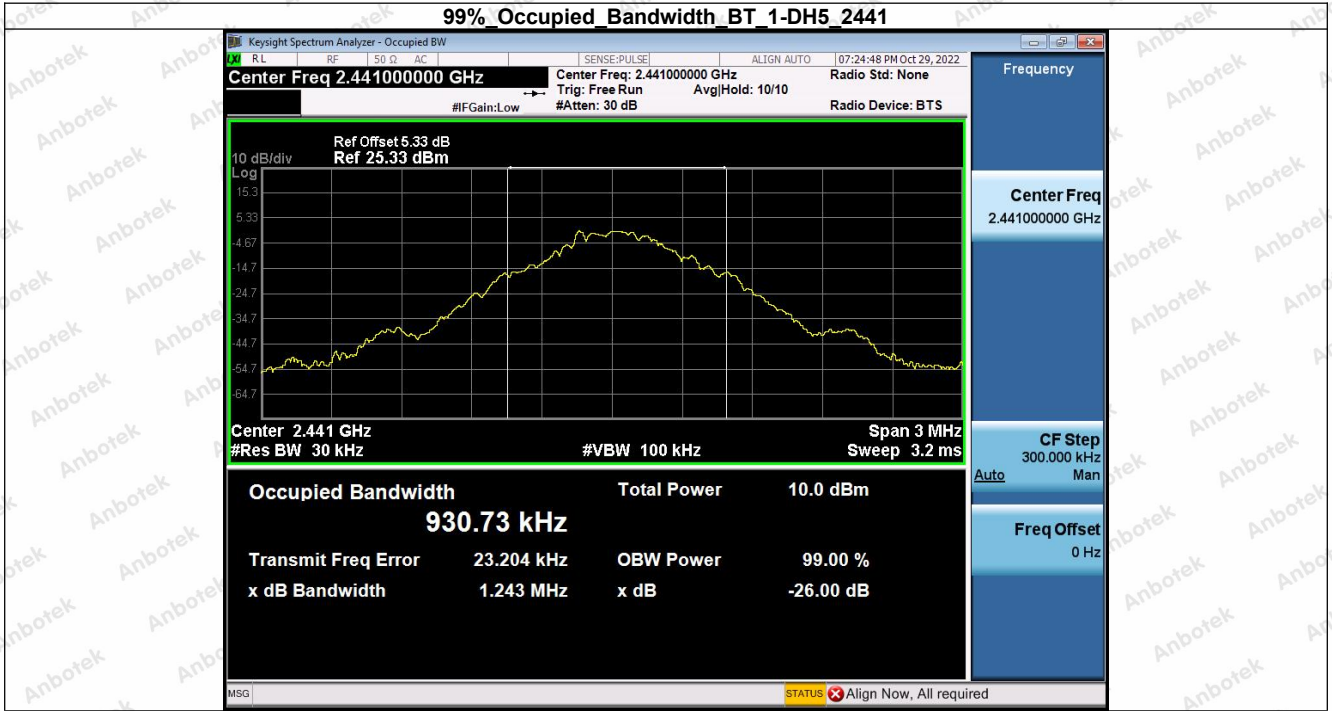 99%_Occupied_Bandwidth_BT_1-DH5_2441
Keysight Spectrum Analyzer - Occupied BW
LXI RL RF 50 Ω AC SENSE:PULSE ALIGN AUTO 07:24:48 PM Oct 29, 2022
Center Freq 2.441000000 GHz
Center Freq: 2.441000000 GHz Radio Std: None
Trig: Free Run Avg|Hold: 10/10
#IFGain:Low #Atten: 30 dB Radio Device: BTS
Ref Offset 5.33 dB
10 dB/div Ref 25.33 dBm
Log
15.3
5.33
-4.67
-14.7
-24.7
-34.7
-44.7
-54.7
-64.7
Center 2.441 GHz Span 3 MHz
#Res BW 30 kHz #VBW 100 kHz Sweep 3.2 ms
Occupied Bandwidth Total Power 10.0 dBm
930.73 kHz
Transmit Freq Error 23.204 kHz OBW Power 99.00 %
x dB Bandwidth 1.243 MHz x dB -26.00 dB
MSG STATUS Align Now, All required
Frequency
Center Freq
2.441000000 GHz
CF Step
300.000 kHz
Auto Man
Freq Offset
0 Hz
Anbotek